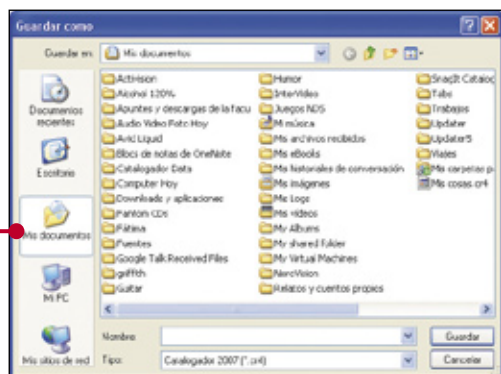 Guardar como
Guardar en:
Mis documentos
Documentos recientes
Escritorio
Mis documentos
Mi PC
Mis sitios de red
Activision
Alcohol 120%
Apuntes y descargas de la facu
Audio Video Foto Hoy
Avid Liquid
Blocs de notas de OneNote
Catalogador Data
Computer Hoy
Downloads y aplicaciones
Fantom CDs
Fátima
Fuentes
Google Talk Received Files
griffith
Guitar
Humor
InterVideo
Juegos NDS
Mi música
Mis archivos recibidos
Mis eBooks
Mis historiales de conversación
Mis imágenes
Mis Logs
Mis vídeos
My Albums
My shared folder
My Virtual Machines
NeroVision
Relatos y cuentos propios
SnagIt Catalog
Tabs
Trabajos
Updater
Updater5
Viajes
Mis carpetas p
Mis cosas.cr4
Nombre
Guardar
Tipo:
Catalogador 2007 (*.cr4)
Cancelar